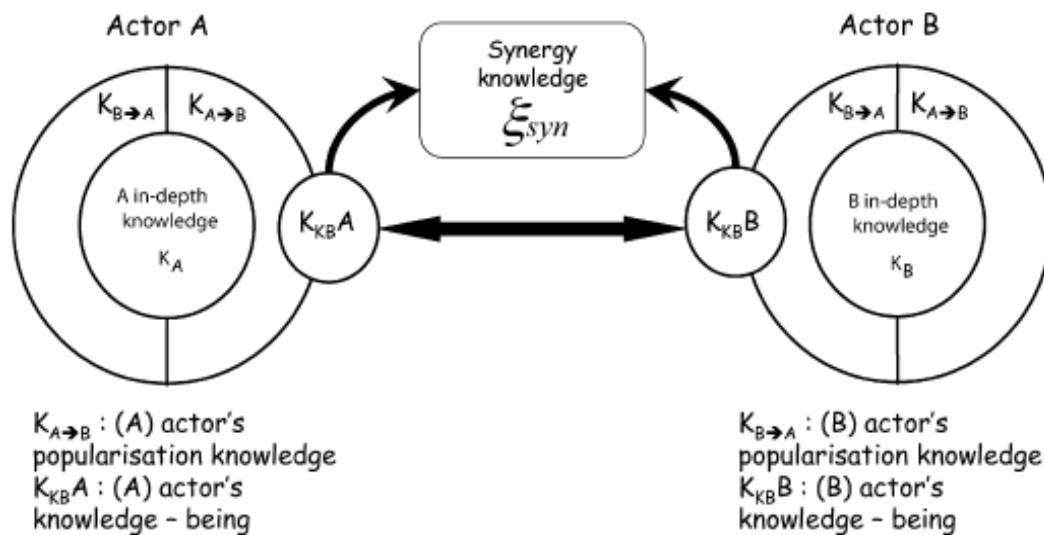 Actor A
Actor B
Synergy
knowledge
ξsyn
KB➔A
KA➔B
KB➔A
KA➔B
A in-depth
knowledge
KA
KKBA
KKBB
B in-depth
knowledge
KB
KA➔B : (A) actor's
popularisation knowledge
KKBA : (A) actor's
knowledge – being
KB➔A : (B) actor's
popularisation knowledge
KKBB : (B) actor's
knowledge – being